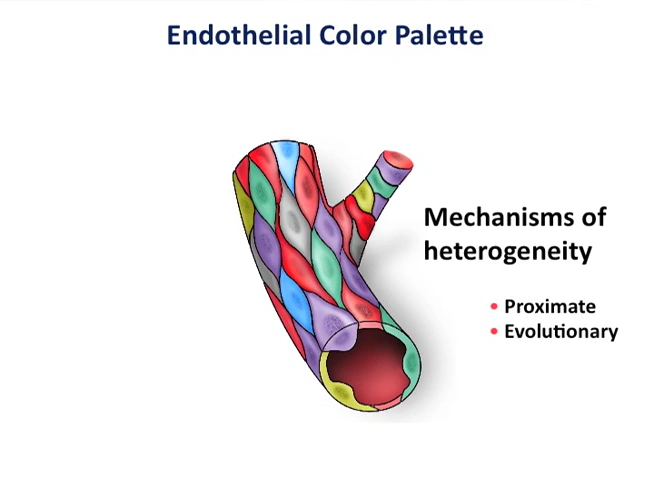 Endothelial Color Palette
Mechanisms of
heterogeneity
• Proximate
• Evolutionary